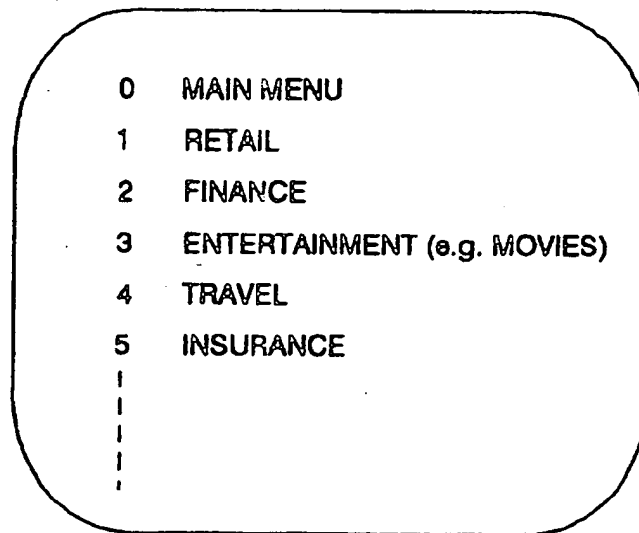 0 MAIN MENU
1 RETAIL
2 FINANCE
3 ENTERTAINMENT (e.g. MOVIES)
4 TRAVEL
5 INSURANCE